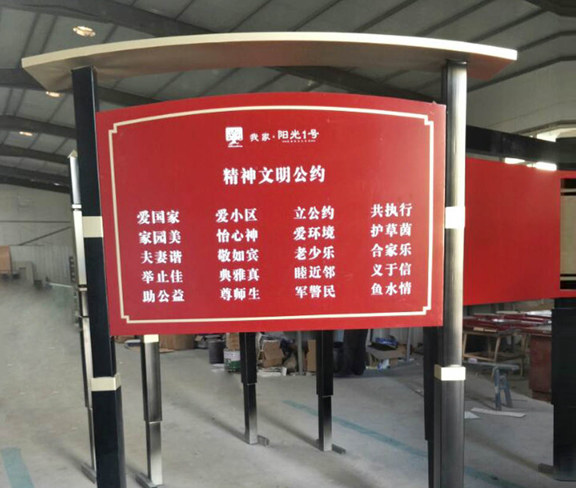 我家·阳光1号
精神文明公约
爱国家 爱小区 立公约 共执行
家园美 怡心神 爱环境 护草茵
夫妻谐 敬如宾 老少乐 合家乐
举止佳 典雅真 睦近邻 义于信
助公益 尊师生 军警民 鱼水情